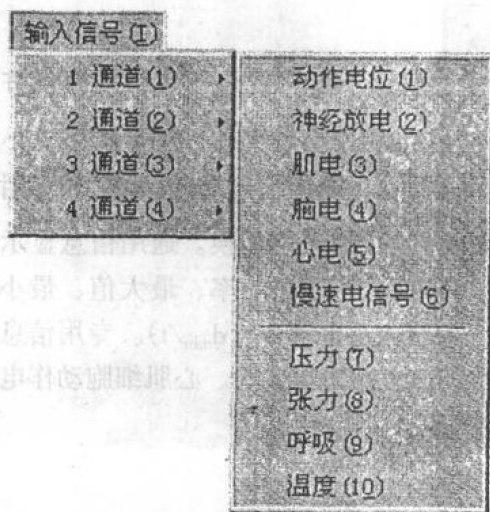 输入信号(I)
1 通道(1)
2 通道(2)
3 通道(3)
4 通道(4)
动作电位(1)
神经放电(2)
肌电(3)
脑电(4)
心电(5)
慢速电信号(6)
压力(7)
张力(8)
呼吸(9)
温度(10)